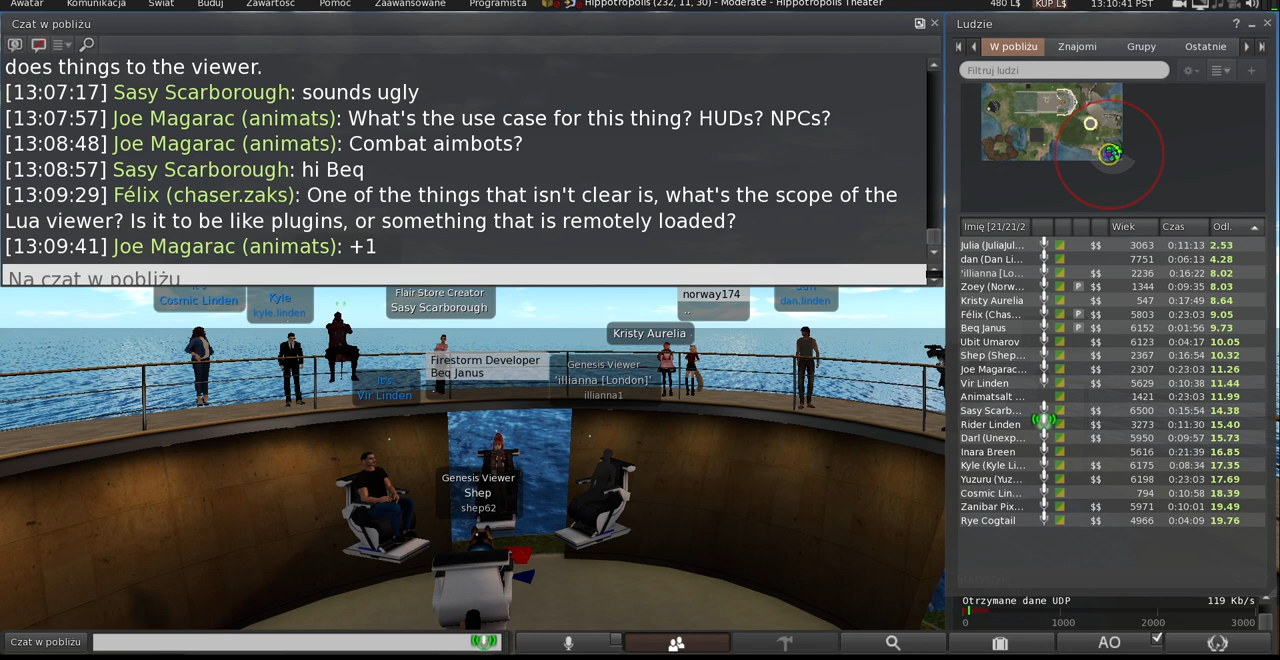 Awatar Komunikacja Świat Buduj Zawartość Pomoc Zaawansowane Programista Hippotropolis (232, 11, 30) - Moderate - Hippotropolis Theater 480 L$ KUP L$ 13:10:41 PST
Czat w pobliżu
does things to the viewer.
[13:07:17] Sasy Scarborough: sounds ugly
[13:07:57] Joe Magarac (animats): What's the use case for this thing? HUDs? NPCs?
[13:08:48] Joe Magarac (animats): Combat aimbots?
[13:08:57] Sasy Scarborough: hi Beq
[13:09:29] Félix (chaser.zaks): One of the things that isn't clear is, what's the scope of the
Lua viewer? Is it to be like plugins, or something that is remotely loaded?
[13:09:41] Joe Magarac (animats): +1
Na czat w pobliżu
Cosmic Linden
Kyle
kyle.linden
Flair Store Creator
Sasy Scarborough
norway174
..
dan.linden
Kristy Aurelia
It's
Vir Linden
Firestorm Developer
Beq Janus
Genesis Viewer
'illianna [London]'
illianna1
Genesis Viewer
Shep
shep62
Czat w pobliżu
Ludzie
? _ ×
W pobliżu Znajomi Grupy Ostatnie
Filtruj ludzi
Imię [21/21/2 Wiek Czas Odl.
Julia (JuliaJul... $$ 3063 0:11:13 2.53
dan (Dan Li... 7751 0:06:13 4.28
'illianna [Lo... $$ 2236 0:16:22 8.02
Zoey (Norw... P $$ 1344 0:09:35 8.03
Kristy Aurelia 547 0:17:49 8.64
Félix (Chas... P $$ 5803 0:23:03 9.05
Beq Janus P $$ 6152 0:01:56 9.73
Ubit Umarov $$ 6123 0:04:17 10.05
Shep (Shep... $$ 2367 0:16:54 10.32
Joe Magarac... $$ 2307 0:23:03 11.26
Vir Linden $$ 5629 0:10:38 11.44
Animatsalt ... 1421 0:23:03 11.99
Sasy Scarb... $$ 6500 0:15:54 14.38
Rider Linden $$ 3273 0:11:30 15.40
Darl (Unexp... $$ 5950 0:09:57 15.73
Inara Breen 5616 0:21:39 16.85
Kyle (Kyle Li... $$ 6175 0:08:34 17.35
Yuzuru (Yuz... $$ 6198 0:23:03 17.69
Cosmic Lin... 794 0:10:58 18.39
Zanibar Pix... $$ 5971 0:10:01 19.49
Rye Cogtail $$ 4966 0:04:09 19.76
Otrzymane dane UDP 119 Kb/s
0 1000 2000 3000
AO